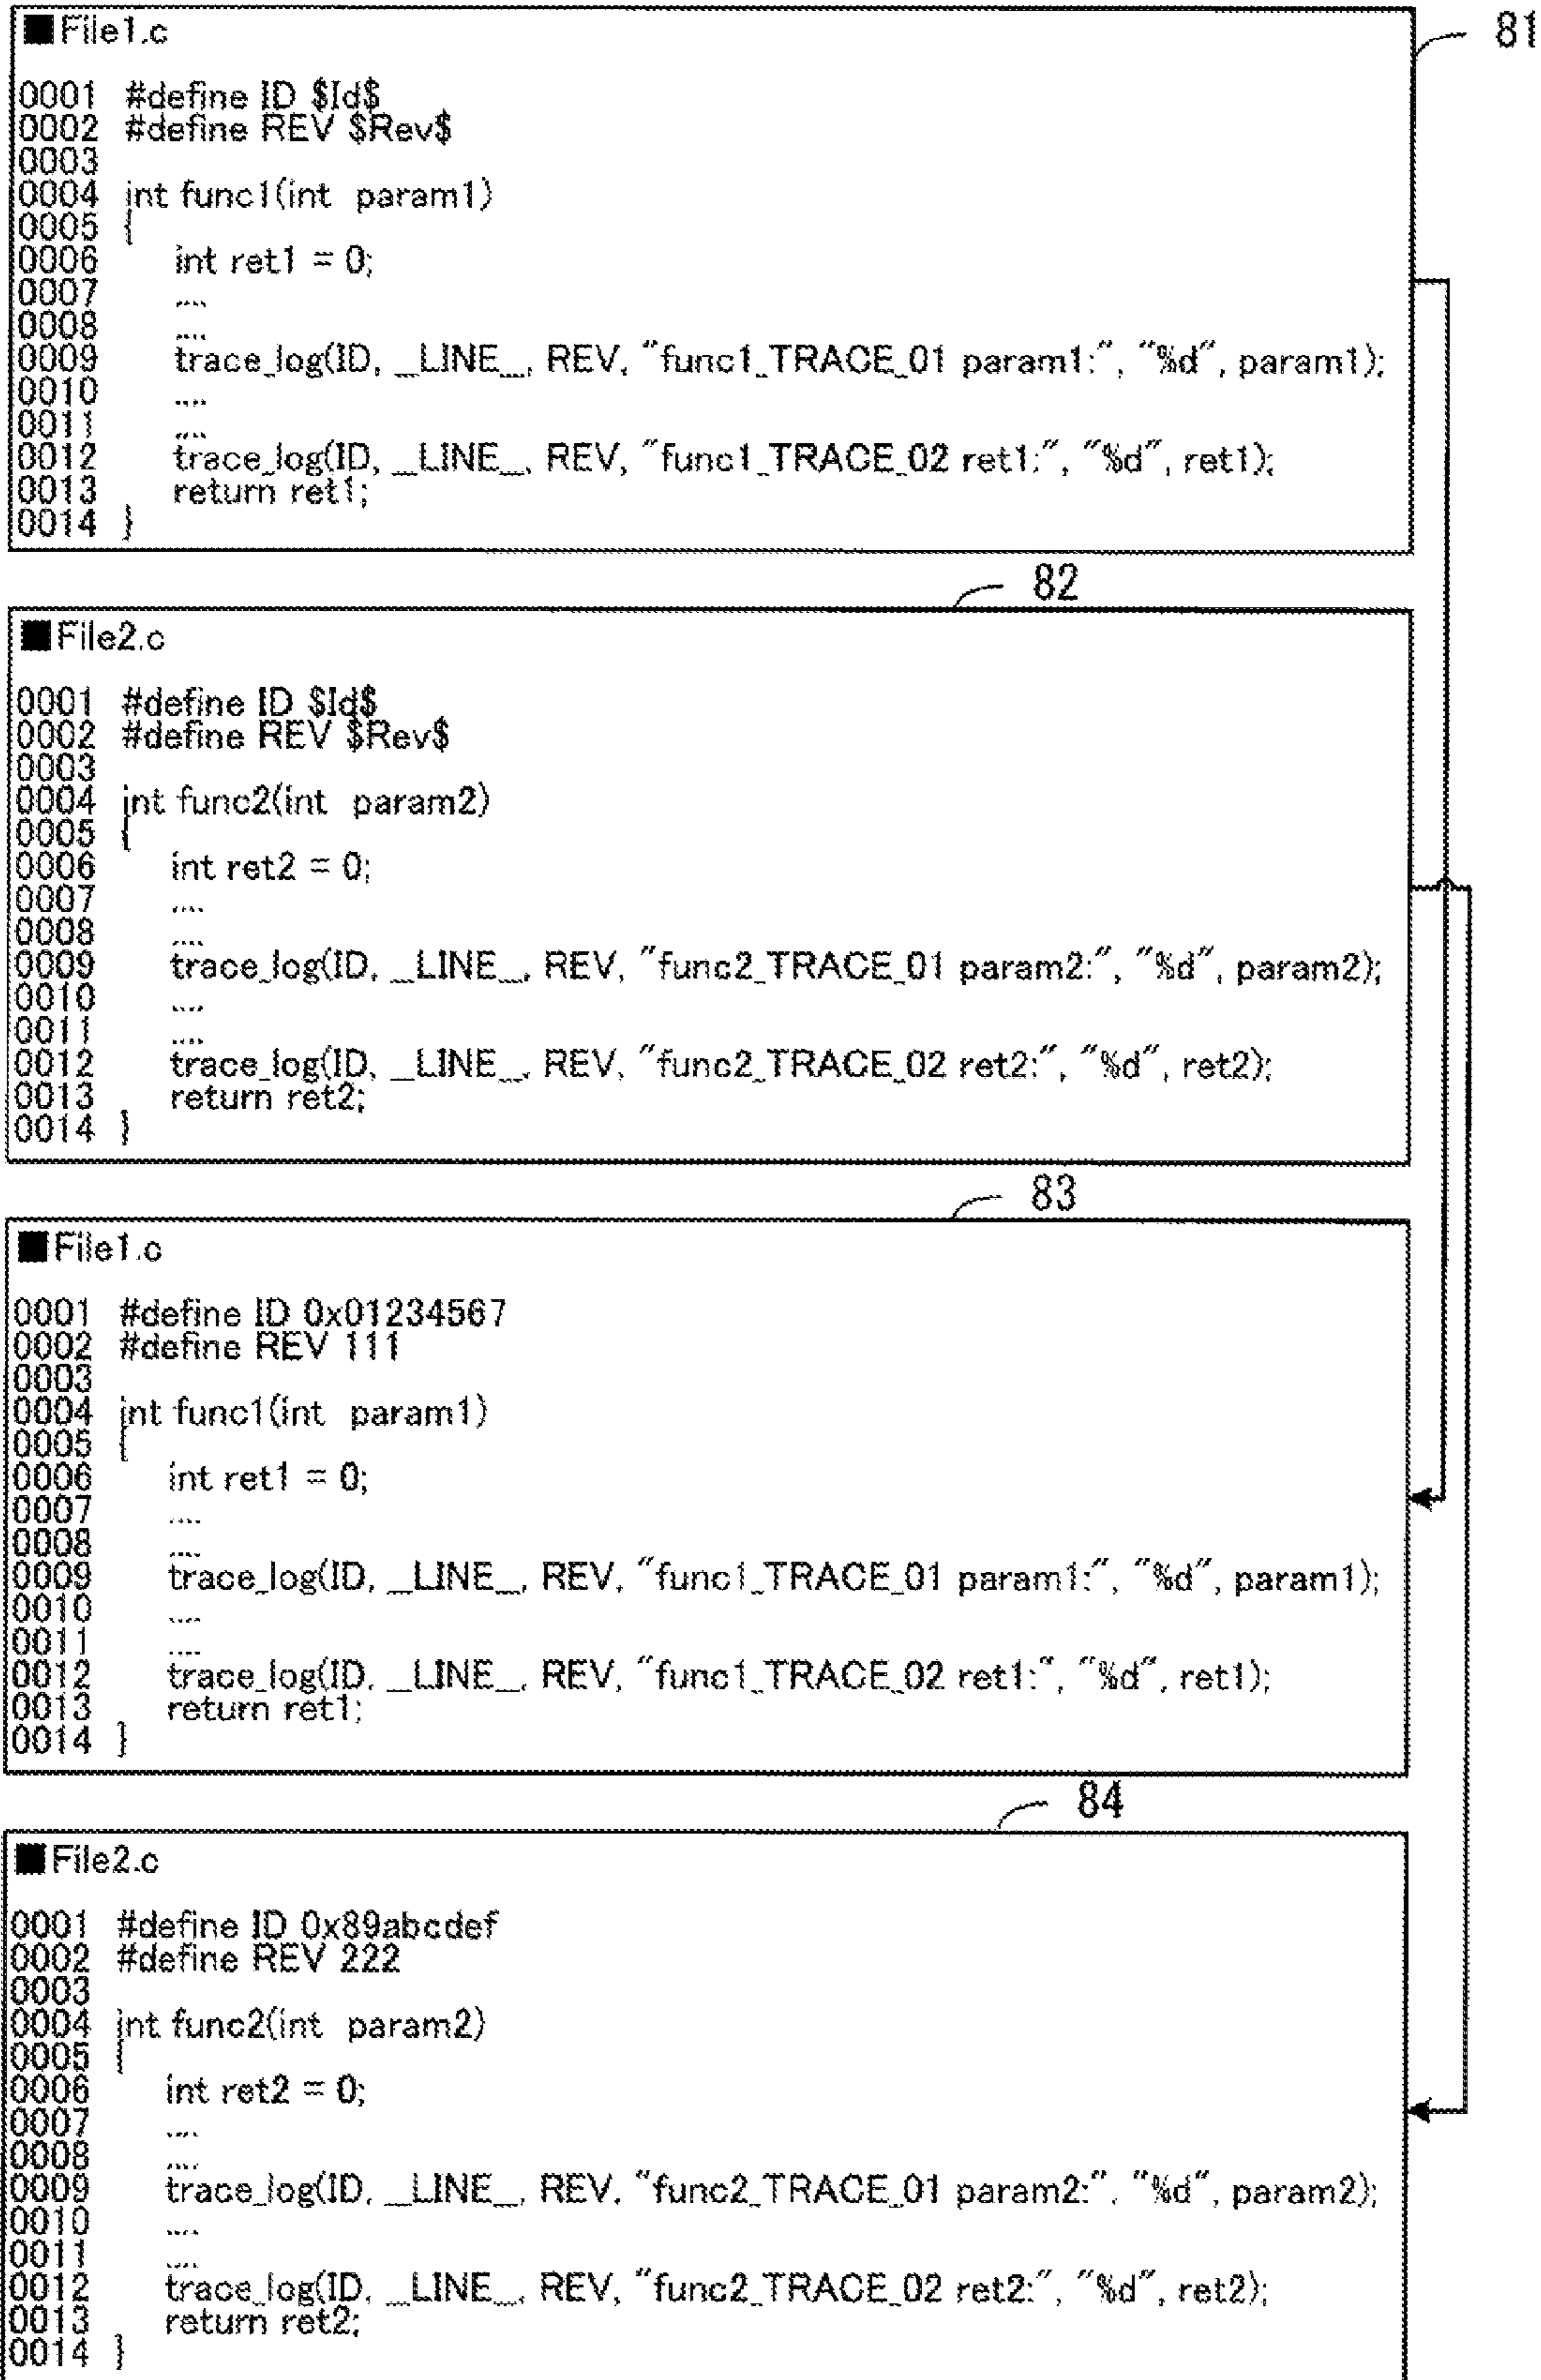 ■File1.c
81
0001 #define ID $Id$
0002 #define REV $Rev$
0003
0004 int func1(int param1)
0005 {
0006 int ret1 = 0;
0007 ....
0008 ....
0009 trace_log(ID, __LINE__, REV, "func1_TRACE_01 param1:", "%d", param1);
0010 ....
0011 ....
0012 trace_log(ID, __LINE__, REV, "func1_TRACE_02 ret1:", "%d", ret1);
0013 return ret1;
0014 }
82
■File2.c
0001 #define ID $Id$
0002 #define REV $Rev$
0003
0004 int func2(int param2)
0005 {
0006 int ret2 = 0;
0007 ....
0008 ....
0009 trace_log(ID, __LINE__, REV, "func2_TRACE_01 param2:", "%d", param2);
0010 ....
0011 ....
0012 trace_log(ID, __LINE__, REV, "func2_TRACE_02 ret2:", "%d", ret2);
0013 return ret2;
0014 }
83
■File1.c
0001 #define ID 0x01234567
0002 #define REV 111
0003
0004 int func1(int param1)
0005 {
0006 int ret1 = 0;
0007 ....
0008 ....
0009 trace_log(ID, __LINE__, REV, "func1_TRACE_01 param1:", "%d", param1);
0010 ....
0011 ....
0012 trace_log(ID, __LINE__, REV, "func1_TRACE_02 ret1:", "%d", ret1);
0013 return ret1;
0014 }
84
■File2.c
0001 #define ID 0x89abcdef
0002 #define REV 222
0003
0004 int func2(int param2)
0005 {
0006 int ret2 = 0;
0007 ....
0008 ....
0009 trace_log(ID, __LINE__, REV, "func2_TRACE_01 param2:", "%d", param2);
0010 ....
0011 ....
0012 trace_log(ID, __LINE__, REV, "func2_TRACE_02 ret2:", "%d", ret2);
0013 return ret2;
0014 }